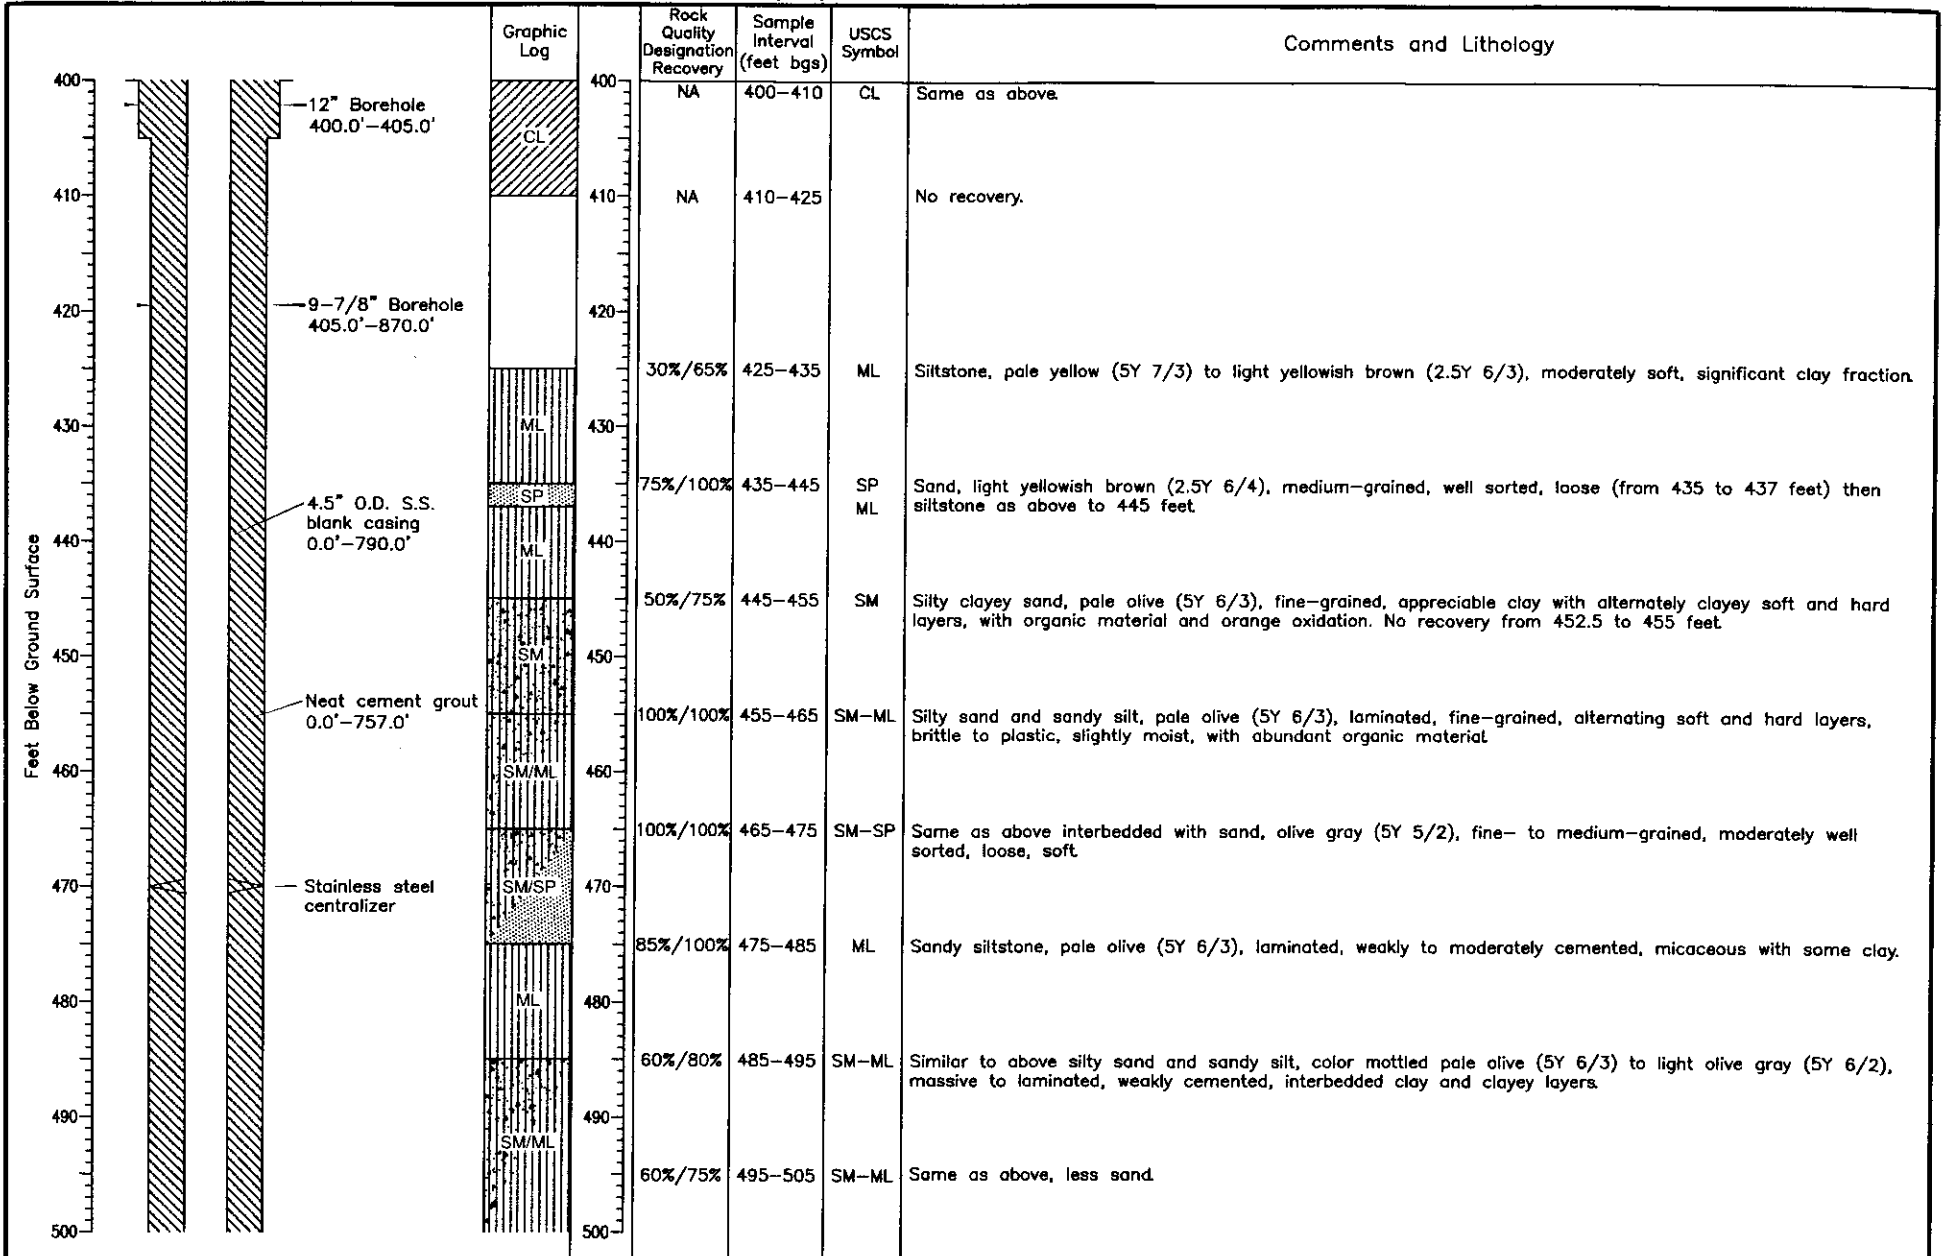 Graphic
Log
Rock
Quality
Designation
Recovery
Sample
Interval
(feet bgs)
USCS
Symbol
Comments and Lithology
Feet Below Ground Surface
400
410
420
430
440
450
460
470
480
490
500
12" Borehole
400.0'-405.0'
9-7/8" Borehole
405.0'-870.0'
4.5" O.D. S.S.
blank casing
0.0'-790.0'
Neat cement grout
0.0'-757.0'
Stainless steel
centralizer
CL
ML
SP
ML
SM
SM/ML
SM/SP
ML
SM/ML
400
410
420
430
440
450
460
470
480
490
500
NA 400-410 CL Same as above.
NA 410-425 No recovery.
30%/65% 425-435 ML Siltstone, pale yellow (5Y 7/3) to light yellowish brown (2.5Y 6/3), moderately soft, significant clay fraction.
75%/100% 435-445 SP Sand, light yellowish brown (2.5Y 6/4), medium-grained, well sorted, loose (from 435 to 437 feet) then
ML siltstone as above to 445 feet.
50%/75% 445-455 SM Silty clayey sand, pale olive (5Y 6/3), fine-grained, appreciable clay with alternately clayey soft and hard
layers, with organic material and orange oxidation. No recovery from 452.5 to 455 feet.
100%/100% 455-465 SM-ML Silty sand and sandy silt, pale olive (5Y 6/3), laminated, fine-grained, alternating soft and hard layers,
brittle to plastic, slightly moist, with abundant organic material.
100%/100% 465-475 SM-SP Same as above interbedded with sand, olive gray (5Y 5/2), fine- to medium-grained, moderately well
sorted, loose, soft.
85%/100% 475-485 ML Sandy siltstone, pale olive (5Y 6/3), laminated, weakly to moderately cemented, micaceous with some clay.
60%/80% 485-495 SM-ML Similar to above silty sand and sandy silt, color mottled pale olive (5Y 6/3) to light olive gray (5Y 6/2),
massive to laminated, weakly cemented, interbedded clay and clayey layers.
60%/75% 495-505 SM-ML Same as above, less sand.